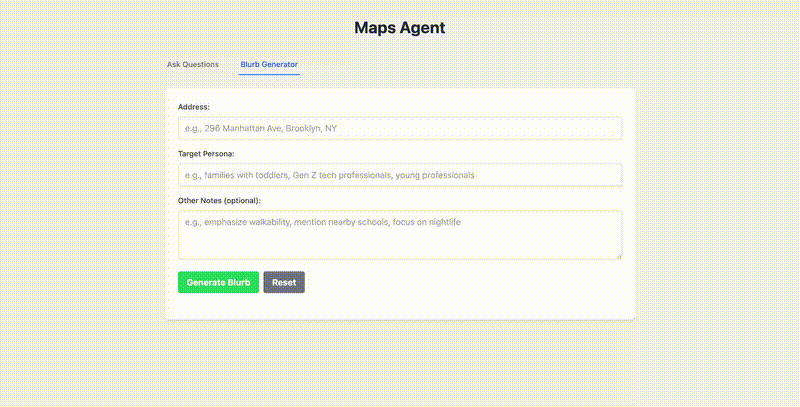 Maps Agent
Ask Questions Blurb Generator
Address:
e.g., 296 Manhattan Ave, Brooklyn, NY
Target Persona:
e.g., families with toddlers, Gen Z tech professionals, young professionals
Other Notes (optional):
e.g., emphasize walkability, mention nearby schools, focus on nightlife
Generate Blurb Reset